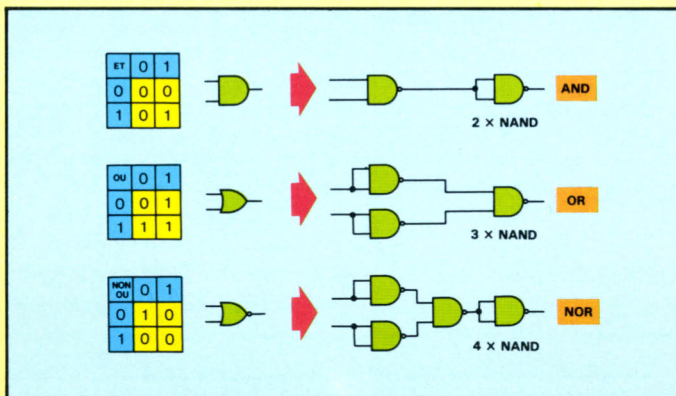 ET 0 1
0 0 0
1 0 1
AND
2 × NAND
OU 0 1
0 0 1
1 1 1
OR
3 × NAND
NON OU 0 1
0 1 0
1 0 0
NOR
4 × NAND